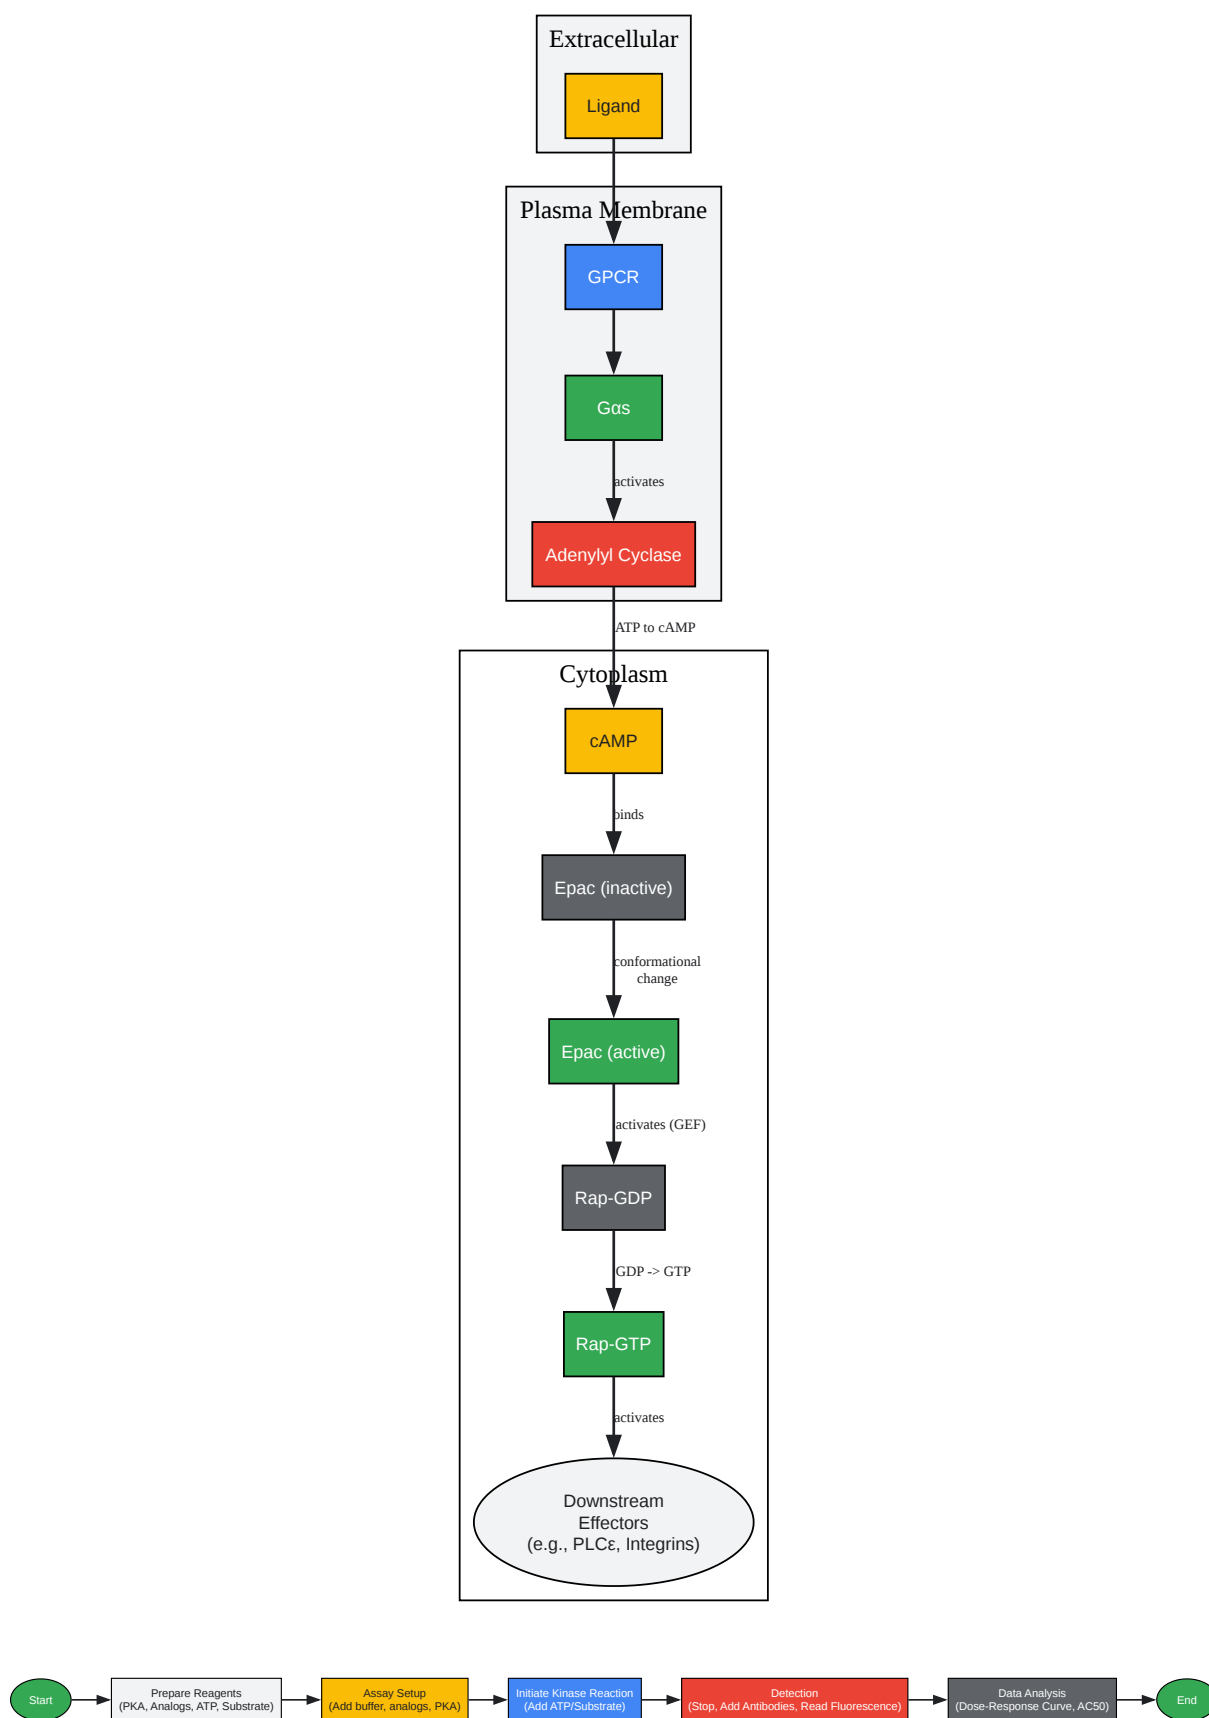 Extracellular
Ligand
Plasma Membrane
GPCR
Gαs
activates
Adenylyl Cyclase
ATP to cAMP
Cytoplasm
cAMP
binds
Epac (inactive)
conformational
change
Epac (active)
activates (GEF)
Rap-GDP
GDP -> GTP
Rap-GTP
activates
Downstream
Effectors
(e.g., PLCε, Integrins)
Start
Prepare Reagents
(PKA, Analogs, ATP, Substrate)
Assay Setup
(Add buffer, analogs, PKA)
Initiate Kinase Reaction
(Add ATP/Substrate)
Detection
(Stop, Add Antibodies, Read Fluorescence)
Data Analysis
(Dose-Response Curve, AC50)
End